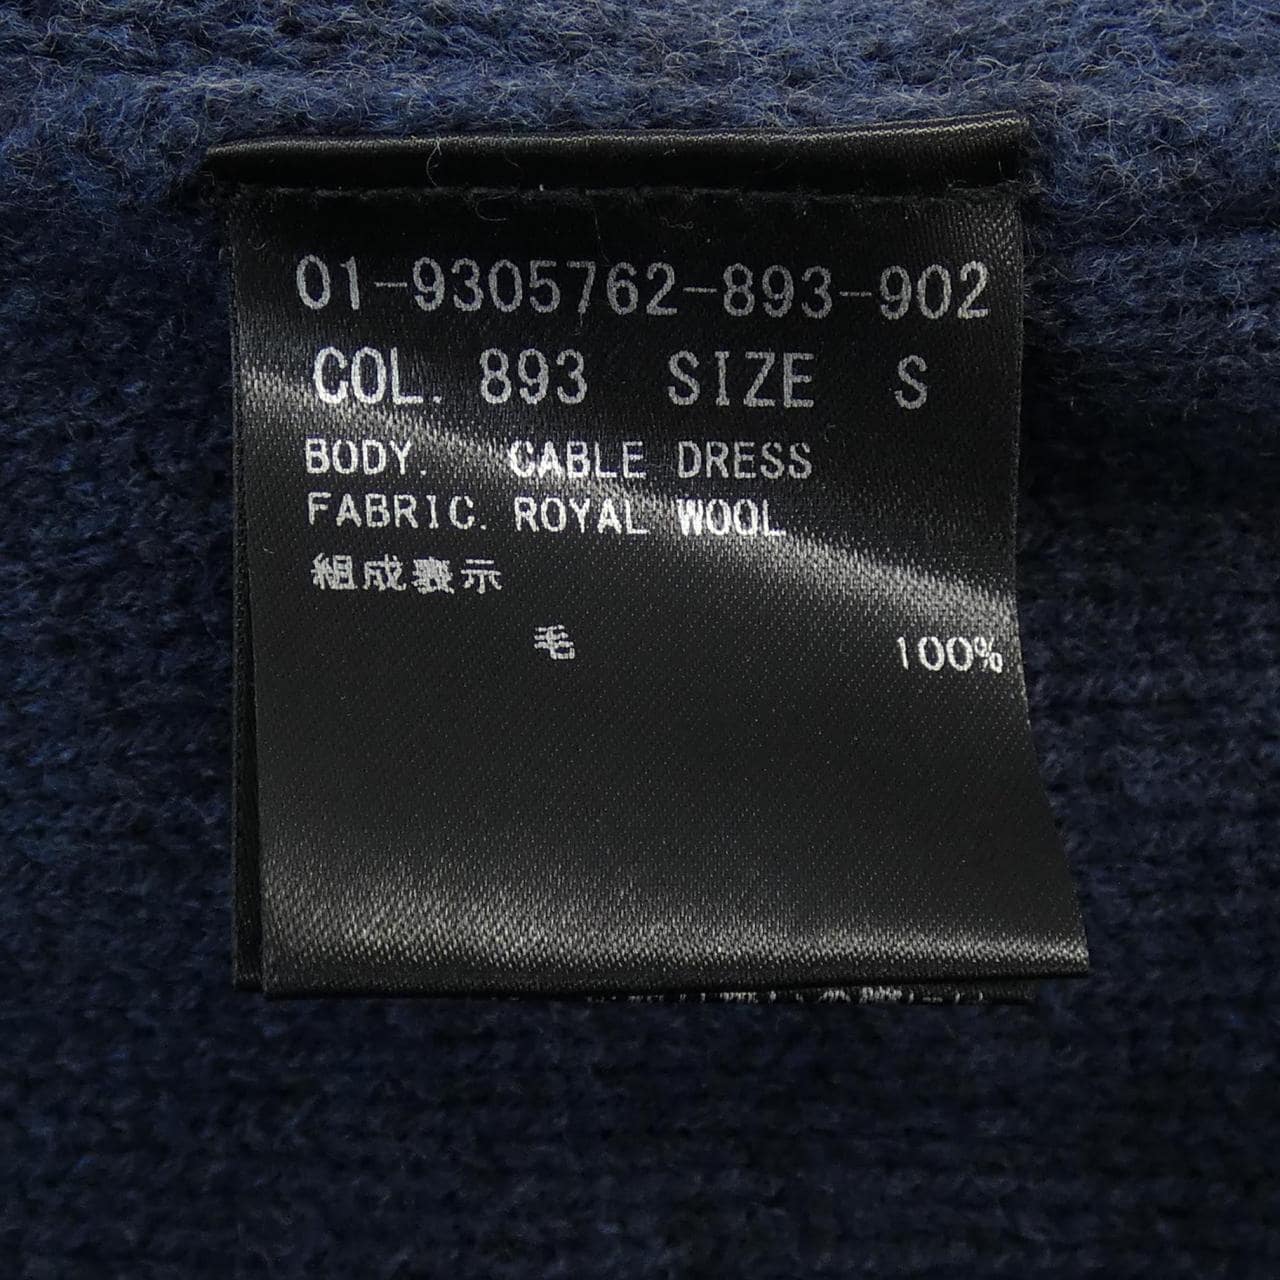 01-9305762-893-902
COL. 893 SIZE S
BODY. CABLE DRESS
FABRIC. ROYAL WOOL
組成表示
毛 100%